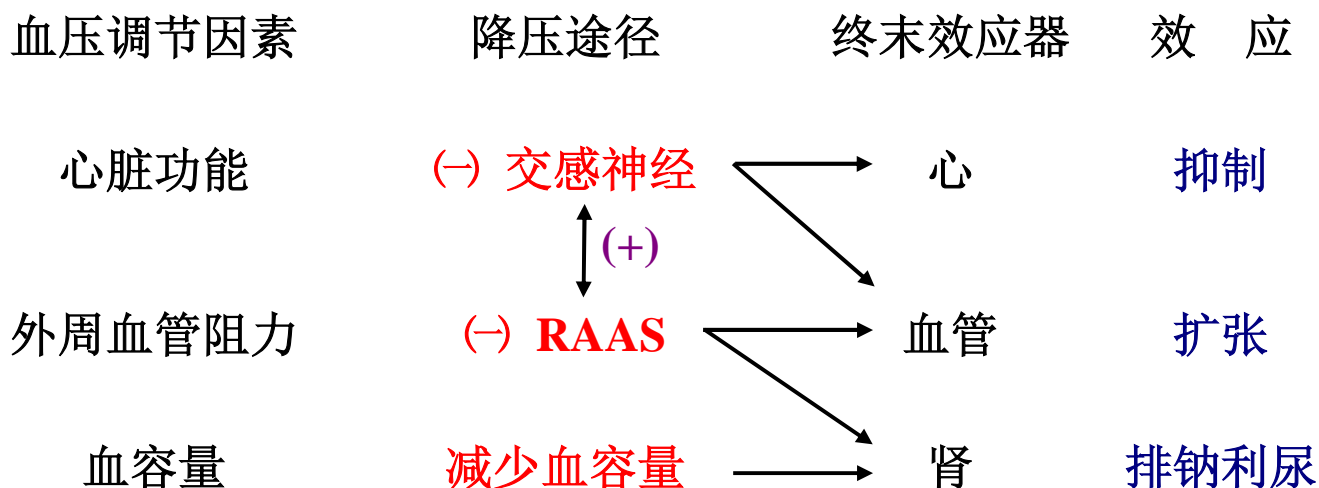 血压调节因素 降压途径 终末效应器 效 应
心脏功能 ㈠ 交感神经 心 抑制
(+)
外周血管阻力 ㈠ RAAS 血管 扩张
血容量 减少血容量 肾 排钠利尿